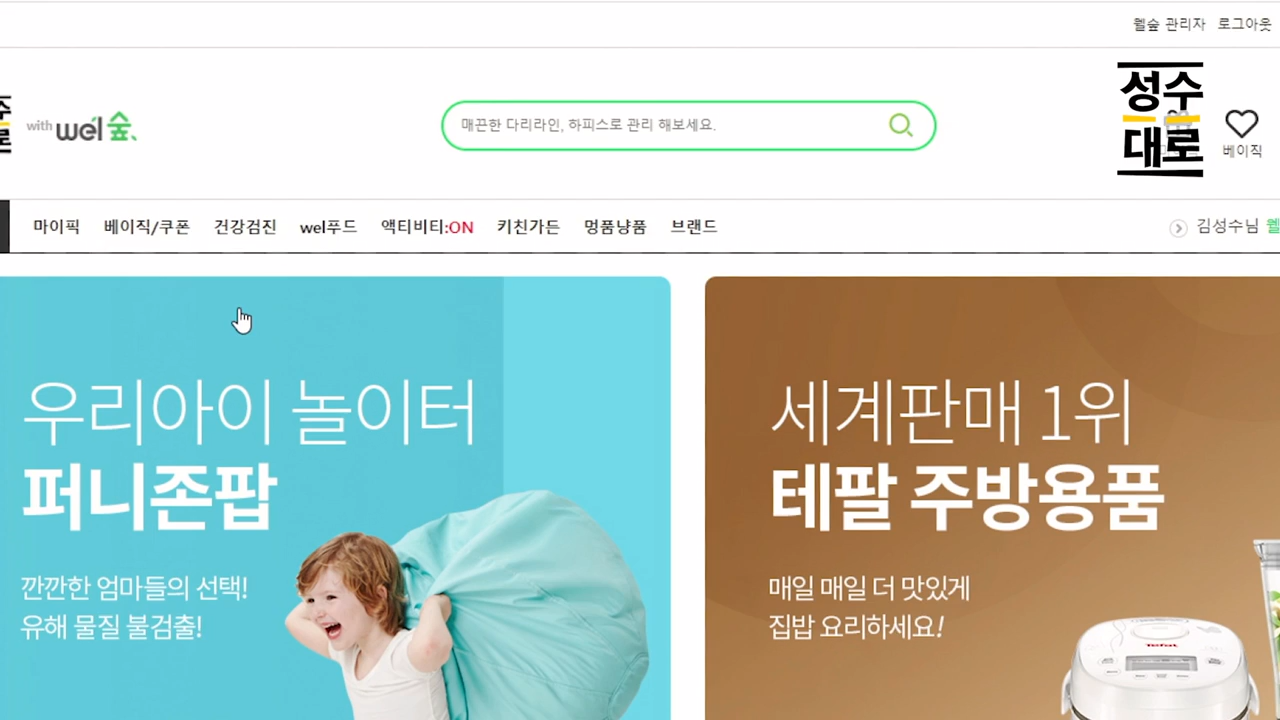 웰숲 관리자 로그아웃
with wel 숲
매끈한 다리라인, 하피스로 관리 해보세요.
성수
대로
베이직
마이픽 베이직/쿠폰 건강검진 wel푸드 액티비티:ON 키친가든 멍품냥품 브랜드
김성수님
우리아이 놀이터
퍼니존팝
깐깐한 엄마들의 선택!
유해 물질 불검출!
세계판매 1위
테팔 주방용품
매일 매일 더 맛있게
집밥 요리하세요!
Tefal